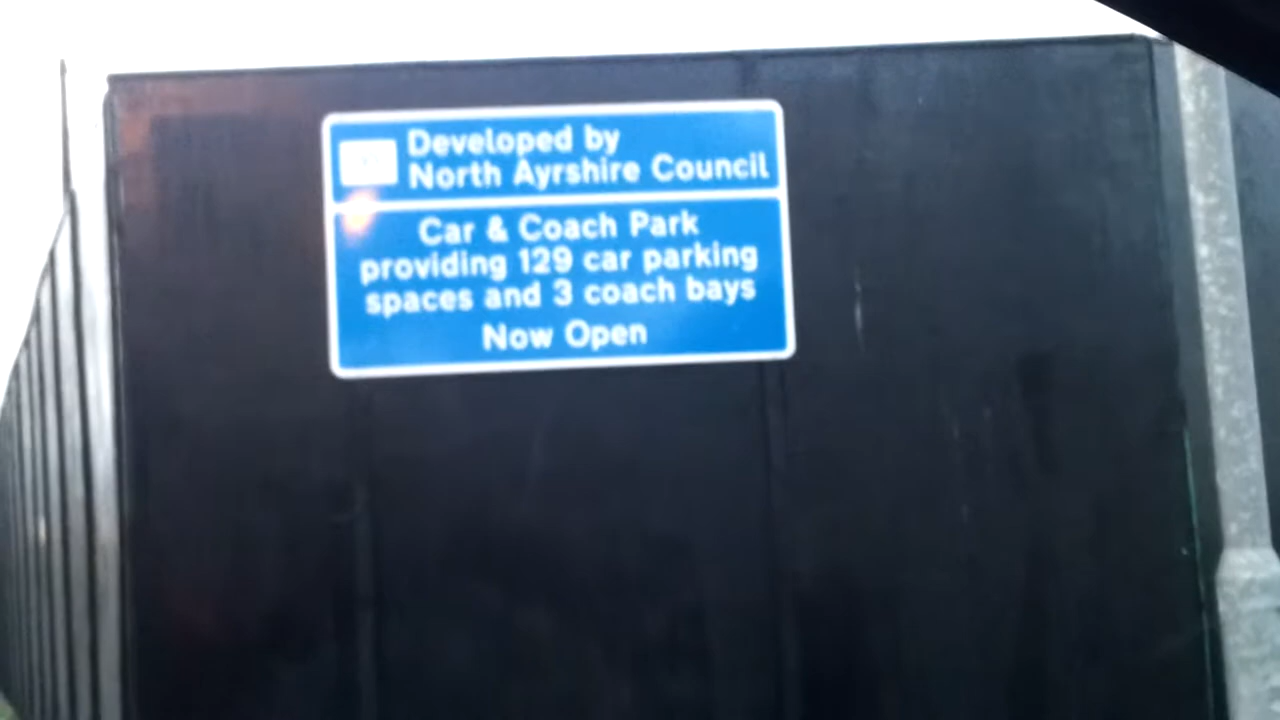 Developed by
North Ayrshire Council
Car & Coach Park
providing 129 car parking
spaces and 3 coach bays
Now Open